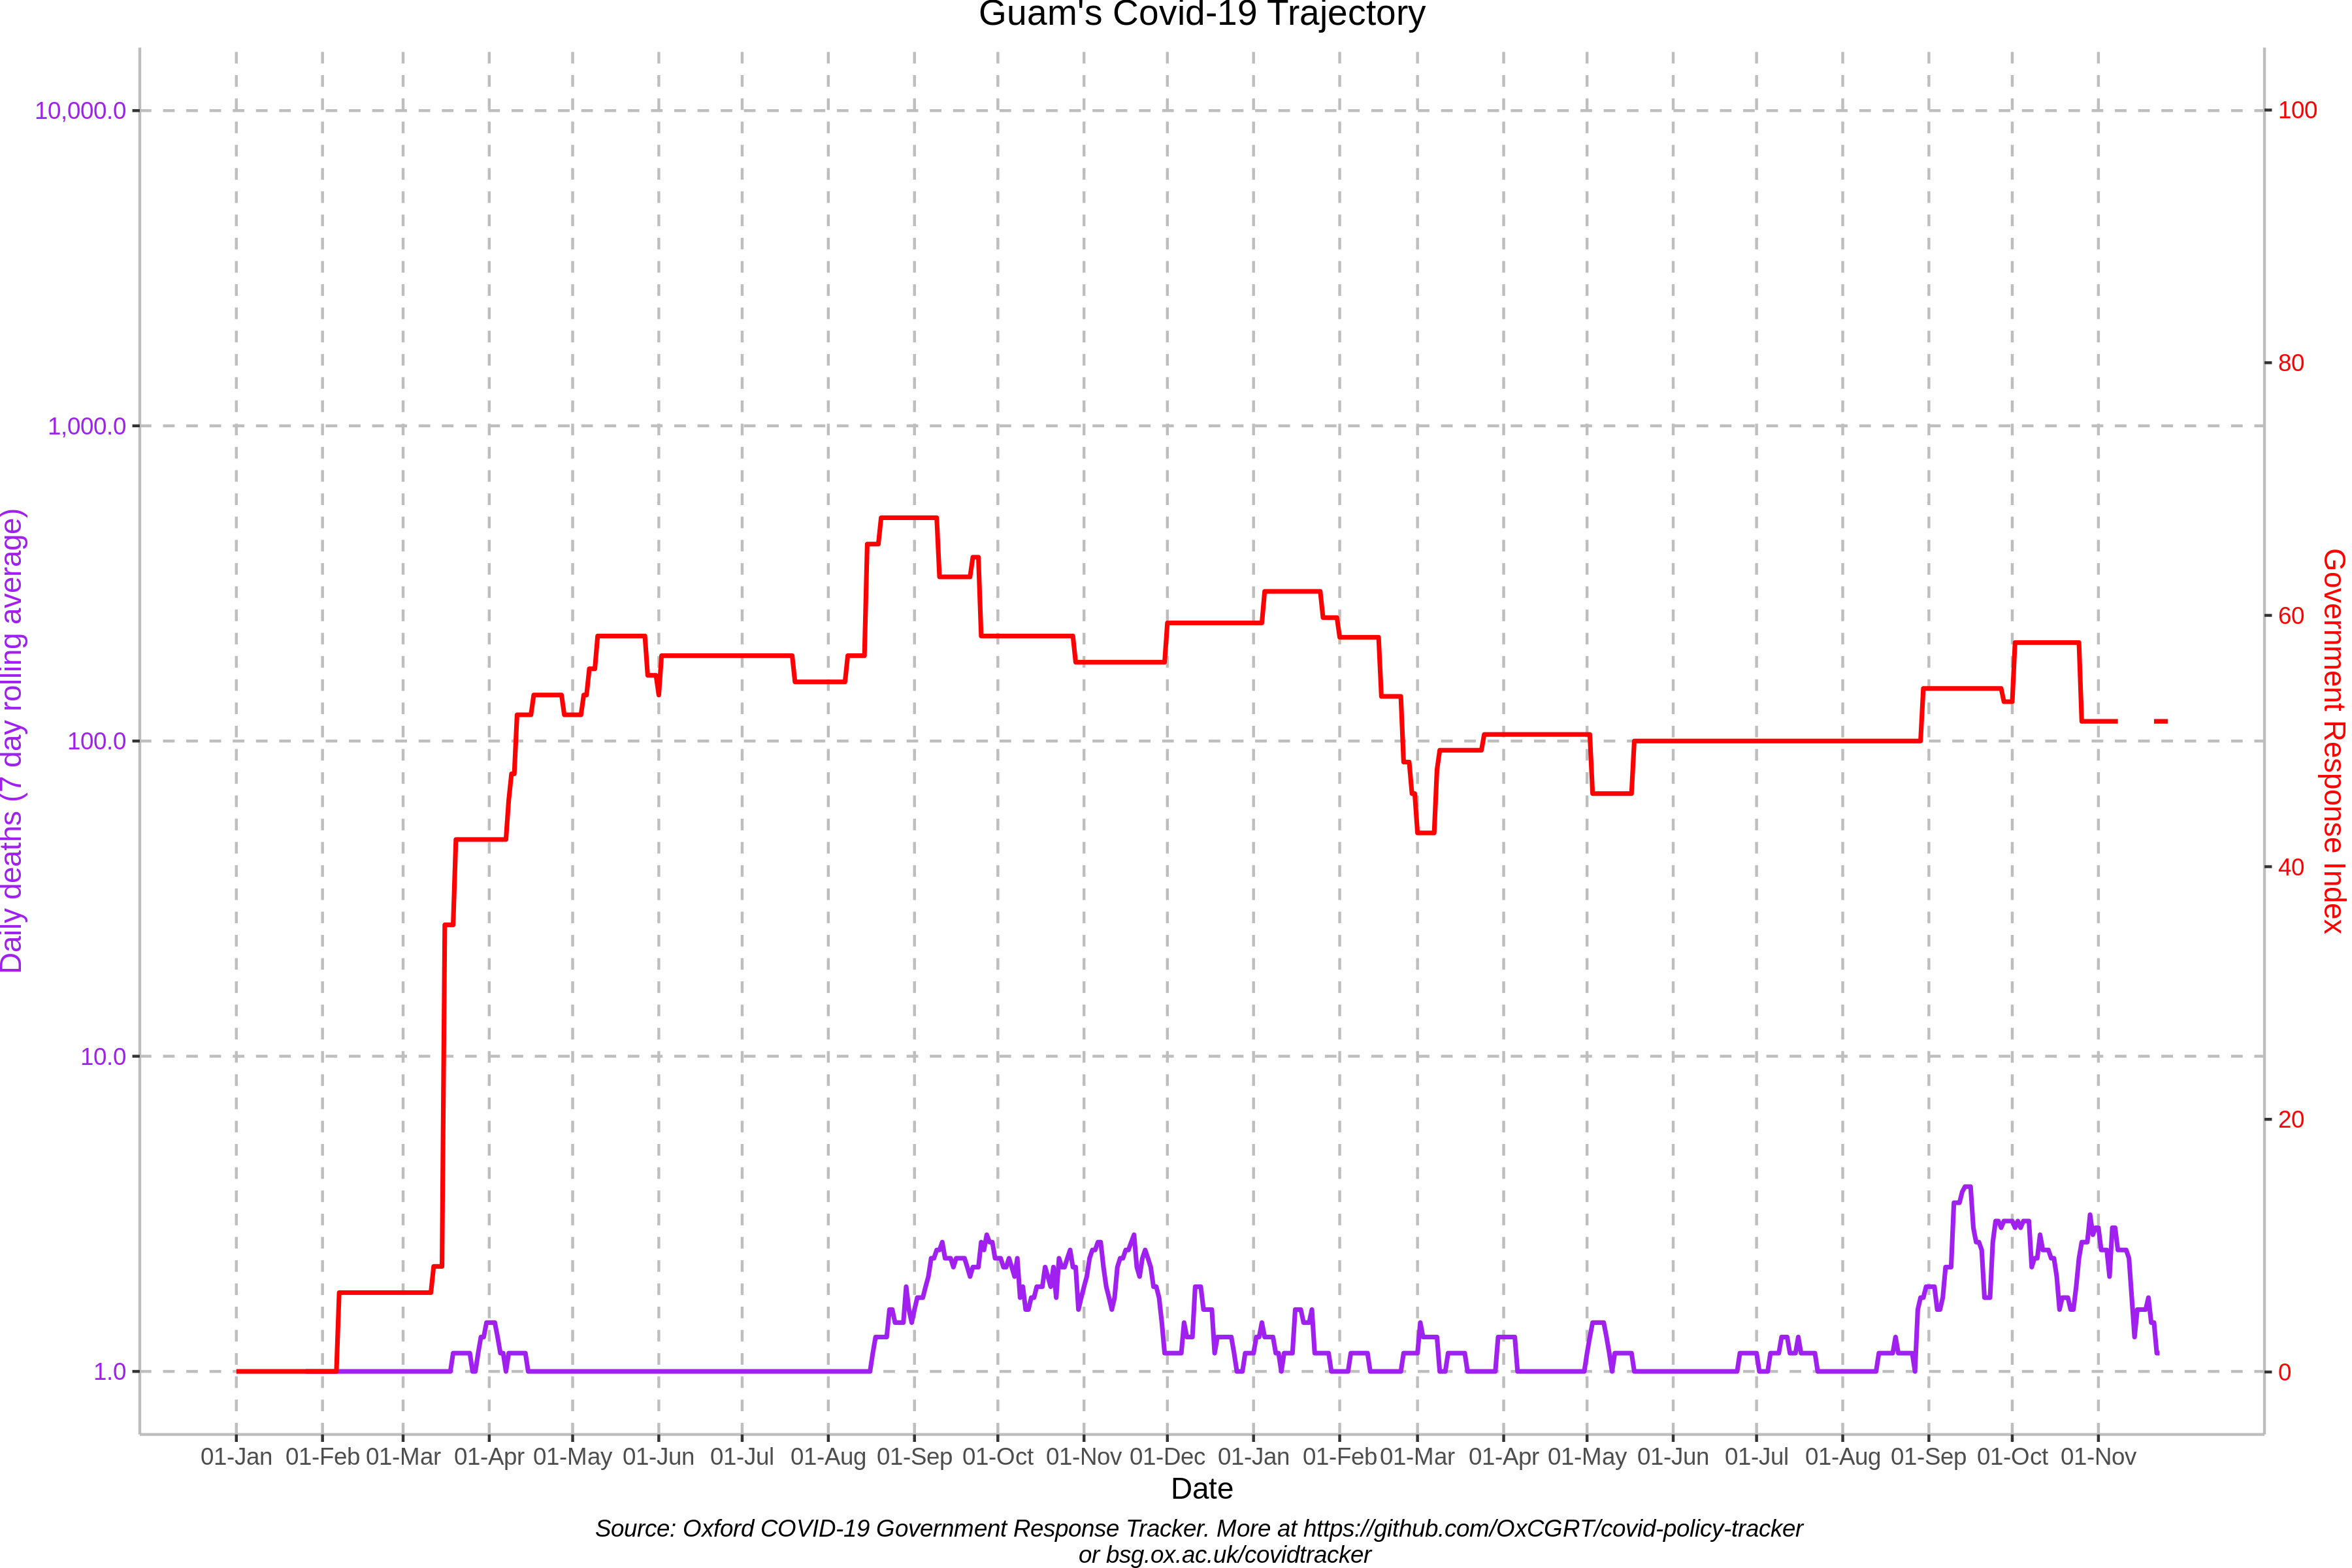 Guam's Covid-19 Trajectory
10,000.0
1,000.0
100.0
10.0
1.0
Daily deaths (7 day rolling average)
100
80
60
40
20
0
Government Response Index
01-Jan 01-Feb 01-Mar 01-Apr 01-May 01-Jun 01-Jul 01-Aug 01-Sep 01-Oct 01-Nov 01-Dec 01-Jan 01-Feb 01-Mar 01-Apr 01-May 01-Jun 01-Jul 01-Aug 01-Sep 01-Oct 01-Nov
Date
Source: Oxford COVID-19 Government Response Tracker. More at https://github.com/OxCGRT/covid-policy-tracker
or bsg.ox.ac.uk/covidtracker